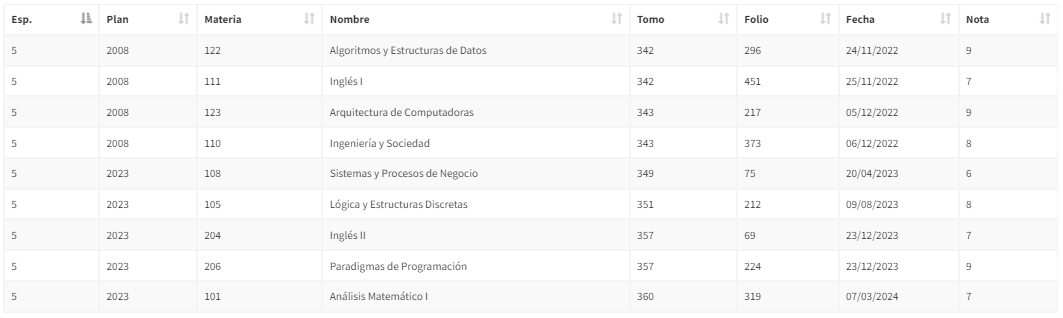 Esp. Plan Materia Nombre Tomo Folio Fecha Nota
5 2008 122 Algoritmos y Estructuras de Datos 342 296 24/11/2022 9
5 2008 111 Inglés I 342 451 25/11/2022 7
5 2008 123 Arquitectura de Computadoras 343 217 05/12/2022 9
5 2008 110 Ingeniería y Sociedad 343 373 06/12/2022 8
5 2023 108 Sistemas y Procesos de Negocio 349 75 20/04/2023 6
5 2023 105 Lógica y Estructuras Discretas 351 212 09/08/2023 8
5 2023 204 Inglés II 357 69 23/12/2023 7
5 2023 206 Paradigmas de Programación 357 224 23/12/2023 9
5 2023 101 Análisis Matemático I 360 319 07/03/2024 7